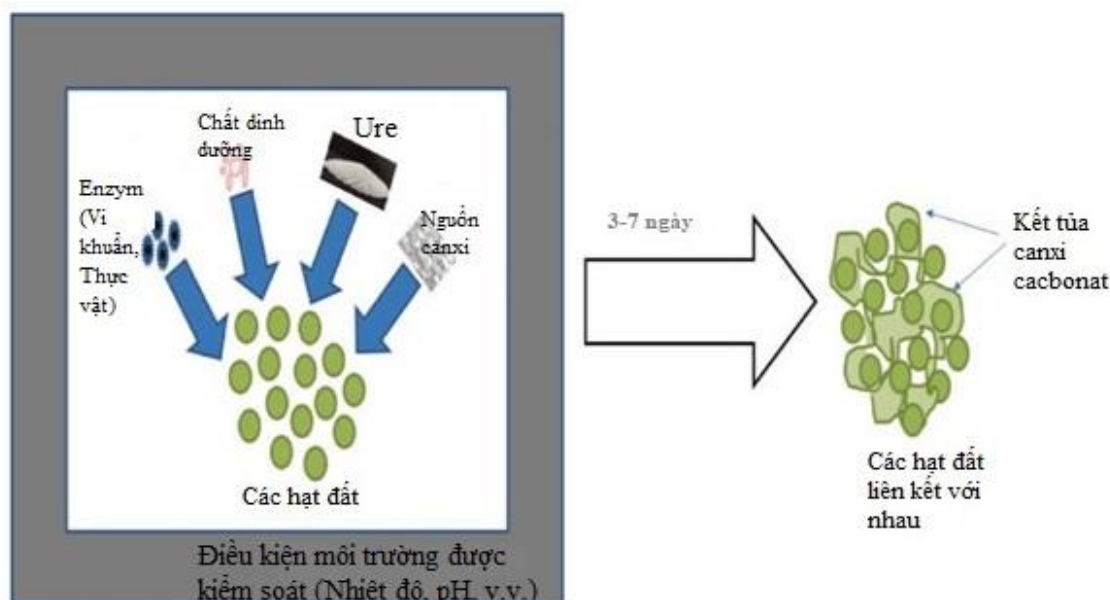 Chất dinh
dưỡng
Ure
Enzym
(Vi
khuẩn,
Thực
vật)
Nguồn
canxi
Các hạt đất
Điều kiện môi trường được
kiểm soát (Nhiệt độ, pH, v.v.)
3-7 ngày
Kết tủa
canxi
cacbonat
Các hạt đất
liên kết với
nhau